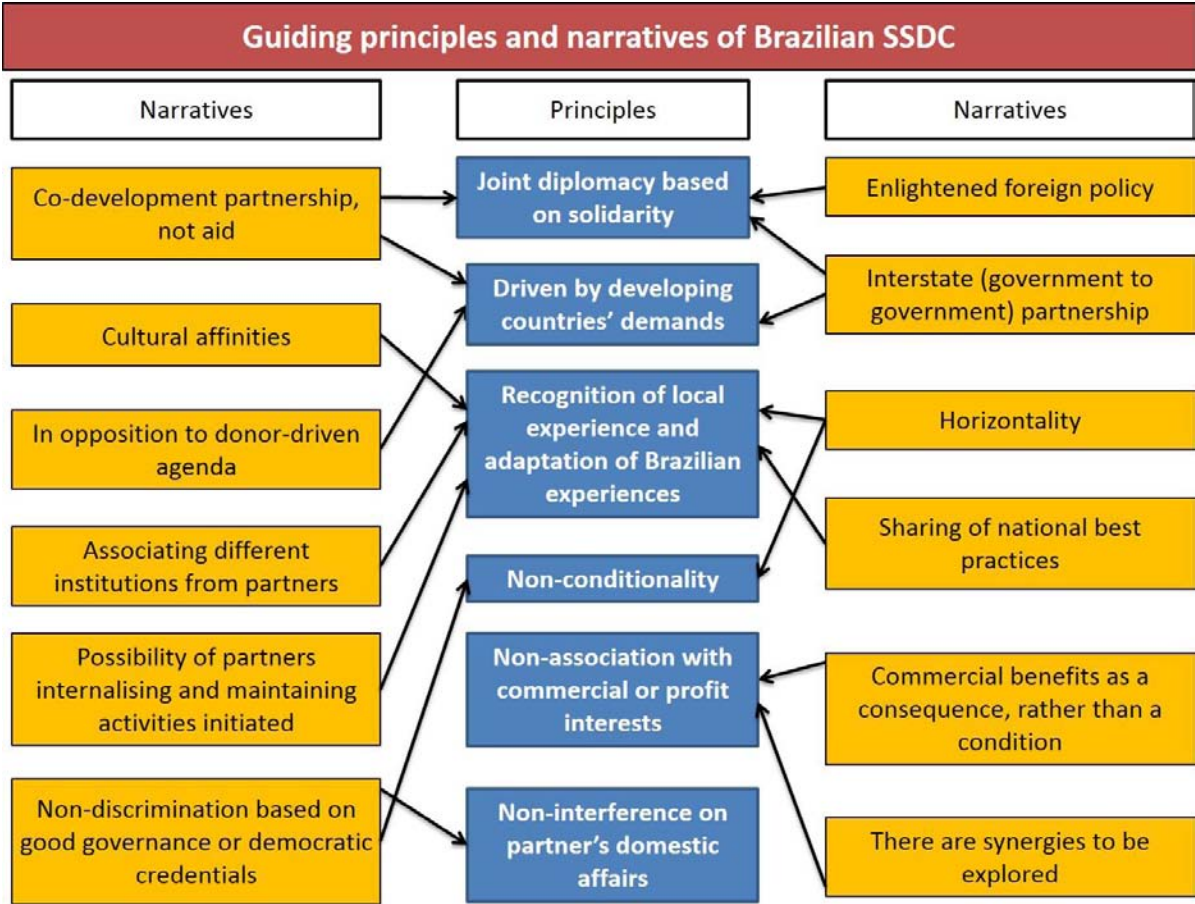 Guiding principles and narratives of Brazilian SSDC
Narratives
Principles
Narratives
Co-development partnership,
not aid
Cultural affinities
In opposition to donor-driven
agenda
Associating different
institutions from partners
Possibility of partners
internalising and maintaining
activities initiated
Non-discrimination based on
good governance or democratic
credentials
Joint diplomacy based
on solidarity
Driven by developing
countries’ demands
Recognition of local
experience and
adaptation of Brazilian
experiences
Non-conditionality
Non-association with
commercial or profit
interests
Non-interference on
partner’s domestic
affairs
Enlightened foreign policy
Interstate (government to
government) partnership
Horizontality
Sharing of national best
practices
Commercial benefits as a
consequence, rather than a
condition
There are synergies to be
explored